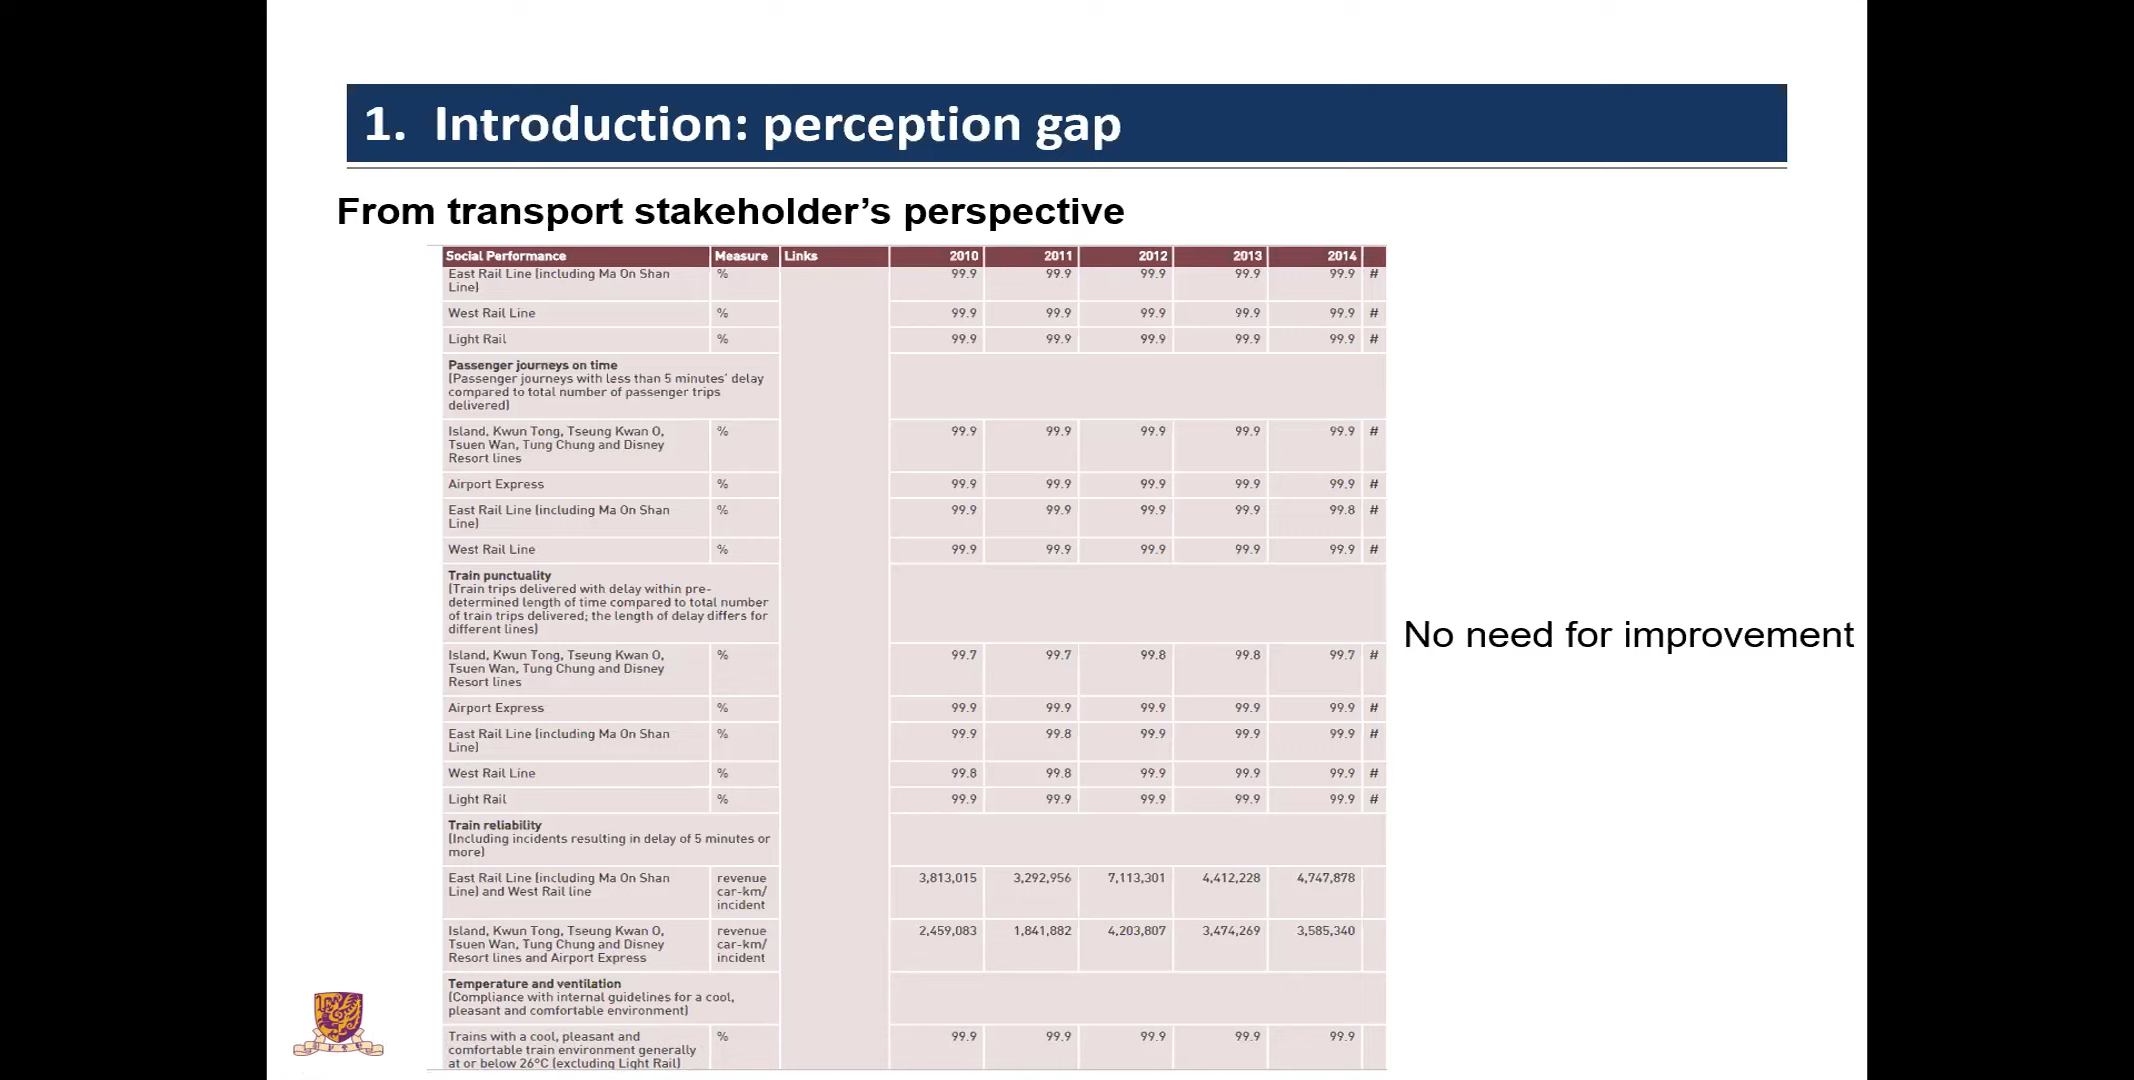 1. Introduction: perception gap
From transport stakeholder’s perspective
Social Performance Measure Links 2010 2011 2012 2013 2014
East Rail Line (including Ma On Shan % 99.9 99.9 99.9 99.9 99.9 #
Line)
West Rail Line % 99.9 99.9 99.9 99.9 99.9 #
Light Rail % 99.9 99.9 99.9 99.9 99.9 #
Passenger journeys on time
(Passenger journeys with less than 5 minutes’ delay
compared to total number of passenger trips
delivered)
Island, Kwun Tong, Tseung Kwan O, % 99.9 99.9 99.9 99.9 99.9 #
Tsuen Wan, Tung Chung and Disney
Resort lines
Airport Express % 99.9 99.9 99.9 99.9 99.9 #
East Rail Line (including Ma On Shan % 99.9 99.9 99.9 99.9 99.8 #
Line)
West Rail Line % 99.9 99.9 99.9 99.9 99.9 #
Train punctuality
(Train trips delivered with delay within pre-
determined length of time compared to total number
of train trips delivered; the length of delay differs for
different lines)
Island, Kwun Tong, Tseung Kwan O, % 99.7 99.7 99.8 99.8 99.7 #
Tsuen Wan, Tung Chung and Disney
Resort lines
Airport Express % 99.9 99.9 99.9 99.9 99.9 #
East Rail Line (including Ma On Shan % 99.9 99.8 99.9 99.9 99.9 #
Line)
West Rail Line % 99.8 99.8 99.9 99.9 99.9 #
Light Rail % 99.9 99.9 99.9 99.9 99.9 #
Train reliability
(Including incidents resulting in delay of 5 minutes or
more)
East Rail Line (including Ma On Shan revenue 3,813,015 3,292,956 7,113,301 4,412,228 4,747,878
Line) and West Rail line car-km/
incident
Island, Kwun Tong, Tseung Kwan O, revenue 2,459,083 1,841,882 4,203,807 3,474,269 3,585,340
Tsuen Wan, Tung Chung and Disney car-km/
Resort lines and Airport Express incident
Temperature and ventilation
(Compliance with internal guidelines for a cool,
pleasant and comfortable environment)
Trains with a cool, pleasant and % 99.9 99.9 99.9 99.9 99.9
comfortable train environment generally
at or below 26°C (excluding Light Rail)
No need for improvement